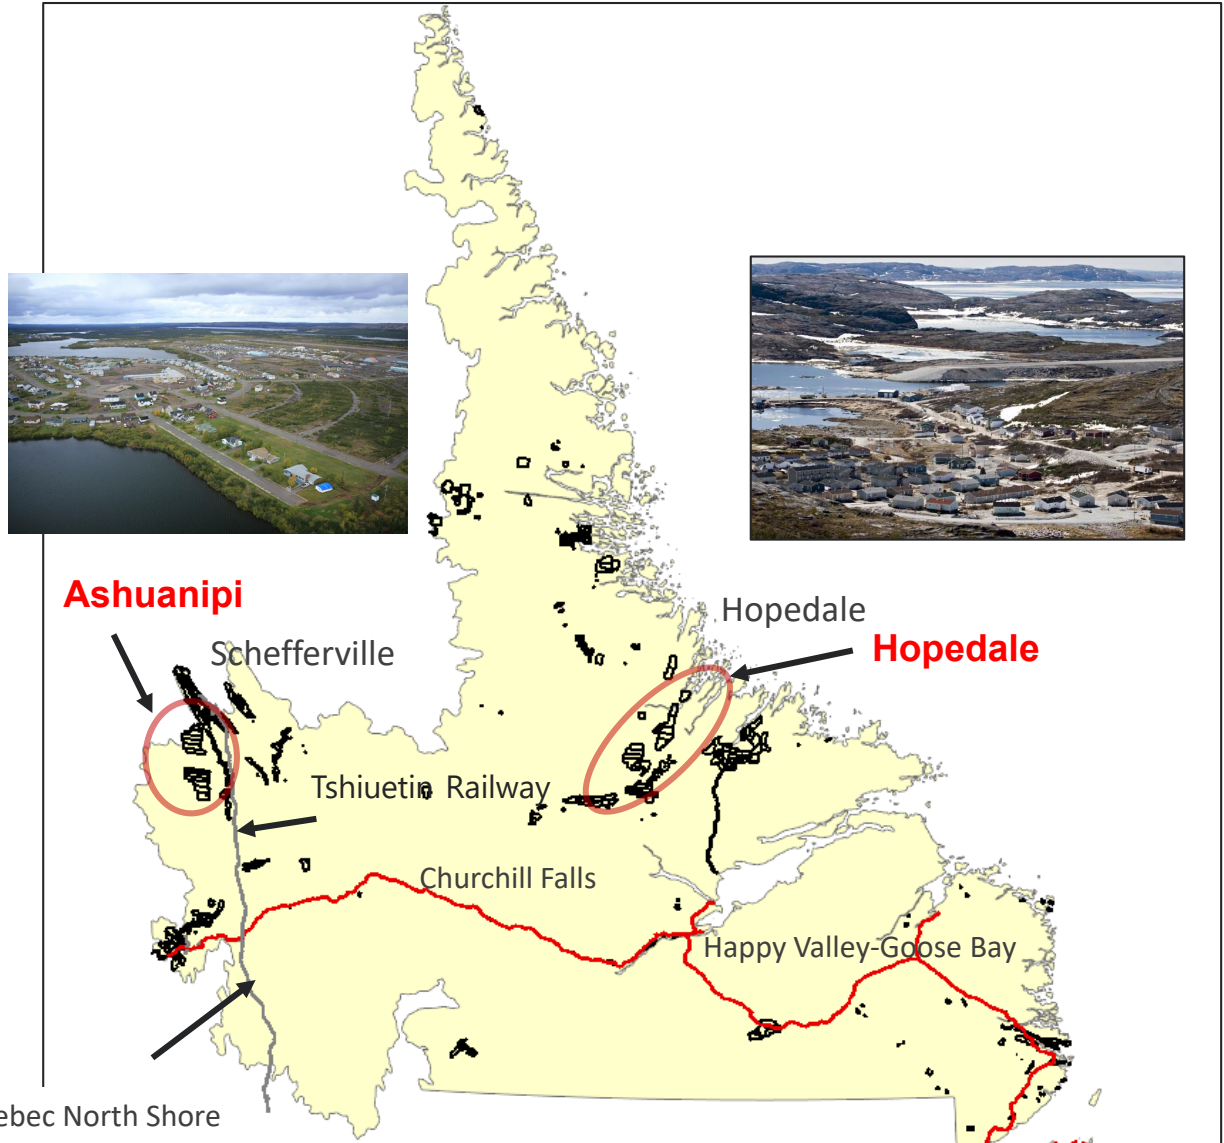 Ashuanipi
Schefferville
Hopedale
Hopedale
Tshiuetin Railway
Churchill Falls
Happy Valley-Goose Bay
ebec North Shore